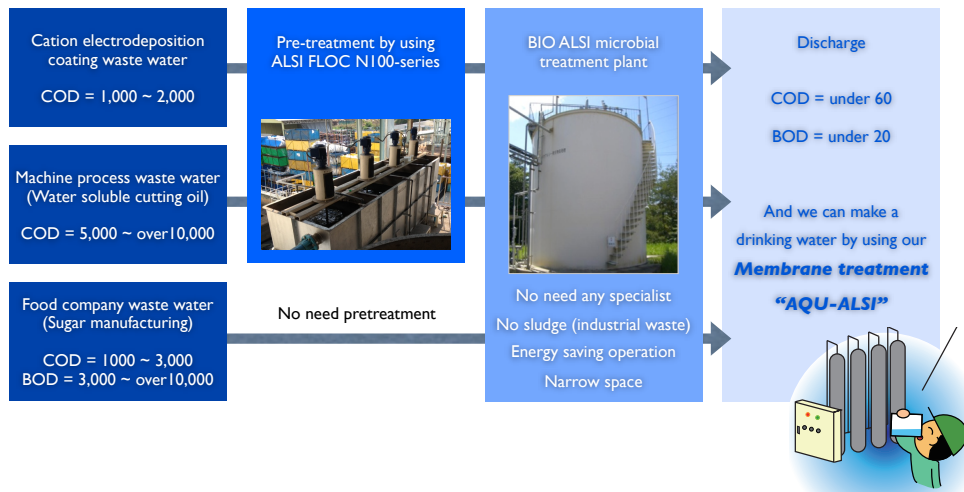 Cation electrodeposition
coating waste water
COD = 1,000 ~ 2,000
Machine process waste water
(Water soluble cutting oil)
COD = 5,000 ~ over10,000
Food company waste water
(Sugar manufacturing)
COD = 1000 ~ 3,000
BOD = 3,000 ~ over10,000
Pre-treatment by using
ALSI FLOC N100-series
No need pretreatment
BIO ALSI microbial
treatment plant
No need any specialist
No sludge (industrial waste)
Energy saving operation
Narrow space
Discharge
COD = under 60
BOD = under 20
And we can make a
drinking water by using our
Membrane treatment
“AQU-ALSI”